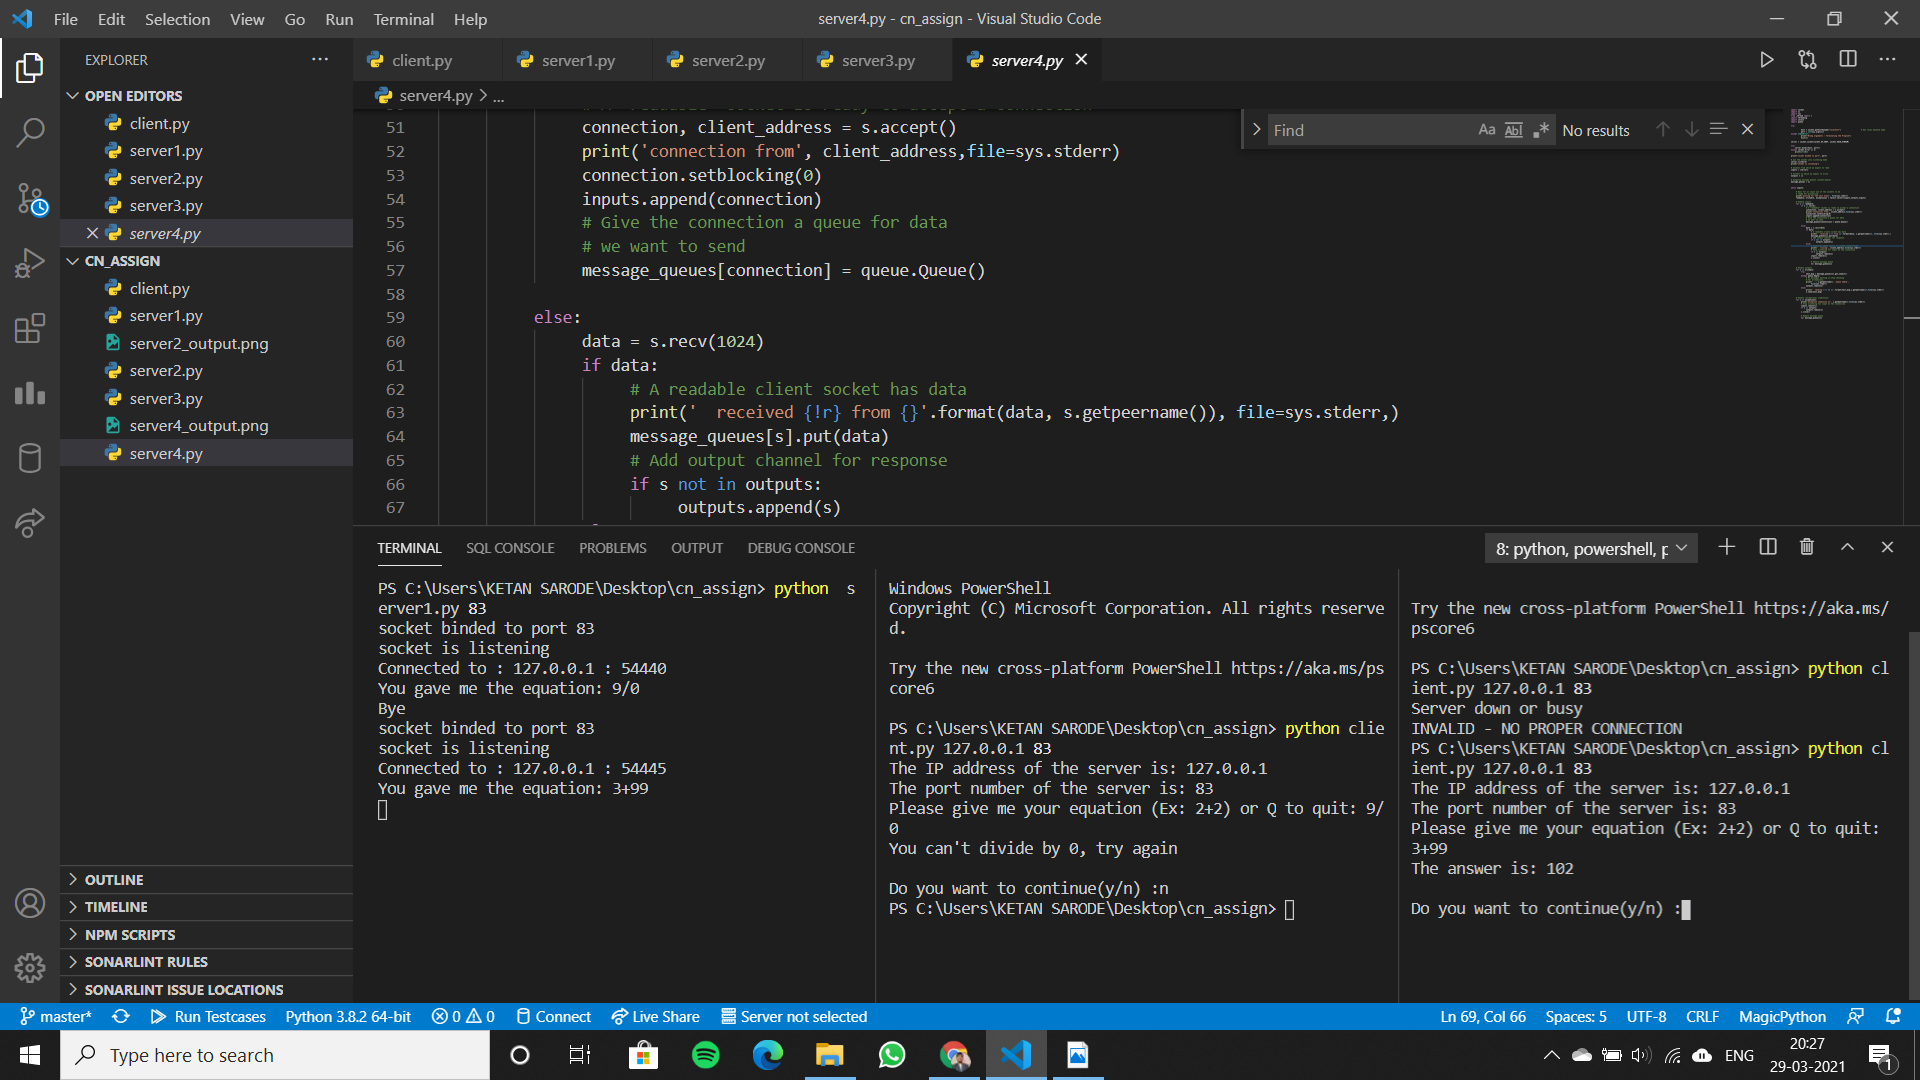 File Edit Selection View Go Run Terminal Help
server4.py - cn_assign - Visual Studio Code
EXPLORER
OPEN EDITORS
client.py
server1.py
server2.py
server3.py
server4.py
CN_ASSIGN
client.py
server1.py
server2_output.png
server2.py
server3.py
server4_output.png
server4.py
OUTLINE
TIMELINE
NPM SCRIPTS
SONARLINT RULES
SONARLINT ISSUE LOCATIONS
client.py server1.py server2.py server3.py server4.py
server4.py > ...
Find Aa Abl .* No results
51 connection, client_address = s.accept()
52 print('connection from', client_address,file=sys.stderr)
53 connection.setblocking(0)
54 inputs.append(connection)
55 # Give the connection a queue for data
56 # we want to send
57 message_queues[connection] = queue.Queue()
58
59 else:
60 data = s.recv(1024)
61 if data:
62 # A readable client socket has data
63 print('  received {!r} from {}'.format(data, s.getpeername()), file=sys.stderr,)
64 message_queues[s].put(data)
65 # Add output channel for response
66 if s not in outputs:
67 outputs.append(s)
TERMINAL SQL CONSOLE PROBLEMS OUTPUT DEBUG CONSOLE
8: python, powershell, p
PS C:\Users\KETAN SARODE\Desktop\cn_assign> python  s
erver1.py 83
socket binded to port 83
socket is listening
Connected to : 127.0.0.1 : 54440
You gave me the equation: 9/0
Bye
socket binded to port 83
socket is listening
Connected to : 127.0.0.1 : 54445
You gave me the equation: 3+99
Windows PowerShell
Copyright (C) Microsoft Corporation. All rights reserve
d.
Try the new cross-platform PowerShell https://aka.ms/ps
core6
PS C:\Users\KETAN SARODE\Desktop\cn_assign> python clie
nt.py 127.0.0.1 83
The IP address of the server is: 127.0.0.1
The port number of the server is: 83
Please give me your equation (Ex: 2+2) or Q to quit: 9/
0
You can't divide by 0, try again
Do you want to continue(y/n) :n
PS C:\Users\KETAN SARODE\Desktop\cn_assign>
Try the new cross-platform PowerShell https://aka.ms/
pscore6
PS C:\Users\KETAN SARODE\Desktop\cn_assign> python cl
ient.py 127.0.0.1 83
Server down or busy
INVALID - NO PROPER CONNECTION
PS C:\Users\KETAN SARODE\Desktop\cn_assign> python cl
ient.py 127.0.0.1 83
The IP address of the server is: 127.0.0.1
The port number of the server is: 83
Please give me your equation (Ex: 2+2) or Q to quit:
3+99
The answer is: 102
Do you want to continue(y/n) :
master* Run Testcases Python 3.8.2 64-bit 0 0 Connect Live Share Server not selected
Ln 69, Col 66 Spaces: 5 UTF-8 CRLF MagicPython
Type here to search
ENG
20:27
29-03-2021
1